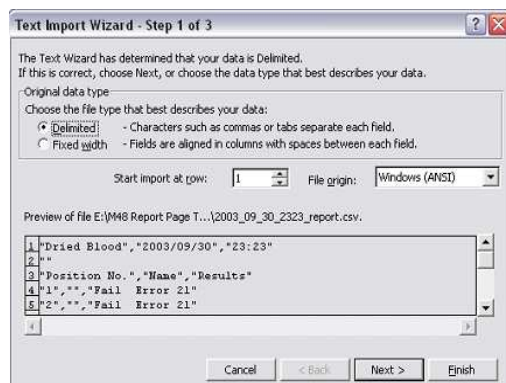 Text Import Wizard - Step 1 of 3
The Text Wizard has determined that your data is Delimited.
If this is correct, choose Next, or choose the data type that best describes your data.
Original data type
Choose the file type that best describes your data:
Delimited - Characters such as commas or tabs separate each field.
Fixed width - Fields are aligned in columns with spaces between each field.
Start import at row: 1 File origin: Windows (ANSI)
Preview of file E:\M48 Report Page T...\2003_09_30_2323_report.csv.
1 "Dried Blood","2003/09/30","23:23"
2 ""
3 "Position No.","Name","Results"
4 "1","","Fail Error 21"
5 "2","","Fail Error 21"
Cancel < Back Next > Finish